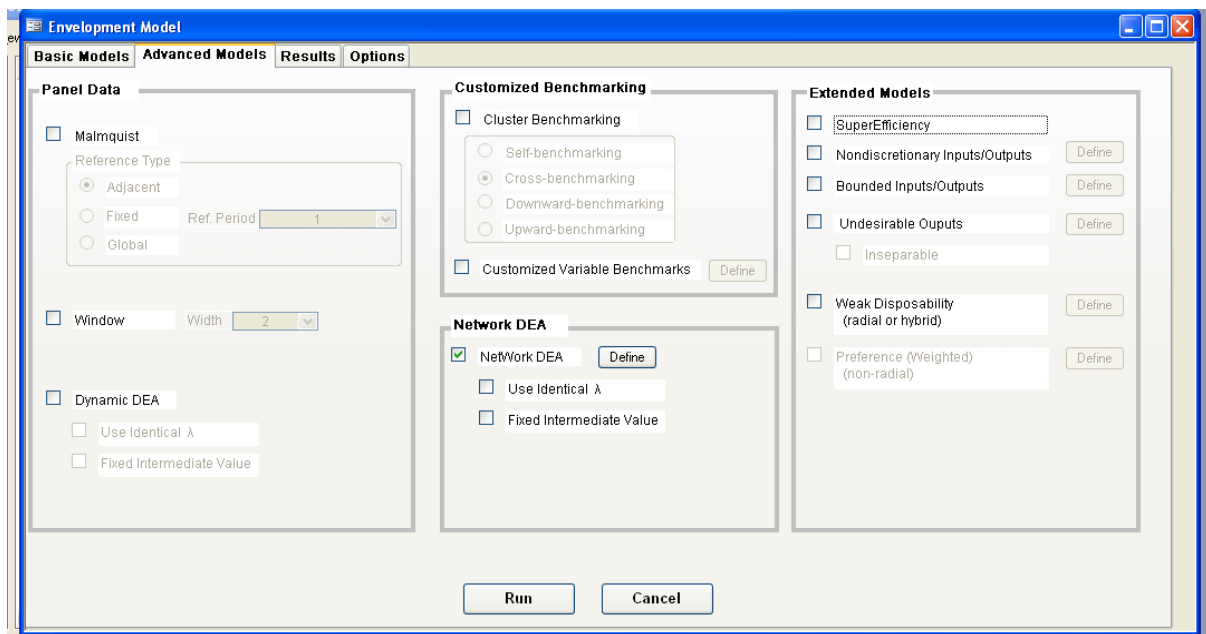 Envelopment Model
Basic Models Advanced Models Results Options
Panel Data
Malmquist
Reference Type
Adjacent
Fixed Ref. Period 1
Global
Window Width 2
Dynamic DEA
Use Identical λ
Fixed Intermediate Value
Customized Benchmarking
Cluster Benchmarking
Self-benchmarking
Cross-benchmarking
Downward-benchmarking
Upward-benchmarking
Customized Variable Benchmarks Define
Network DEA
NetWork DEA Define
Use Identical λ
Fixed Intermediate Value
Extended Models
SuperEfficiency
Nondiscretionary Inputs/Outputs Define
Bounded Inputs/Outputs Define
Undesirable Ouputs Define
Inseparable
Weak Disposability Define
(radial or hybrid)
Preference (Weighted) Define
(non-radial)
Run Cancel